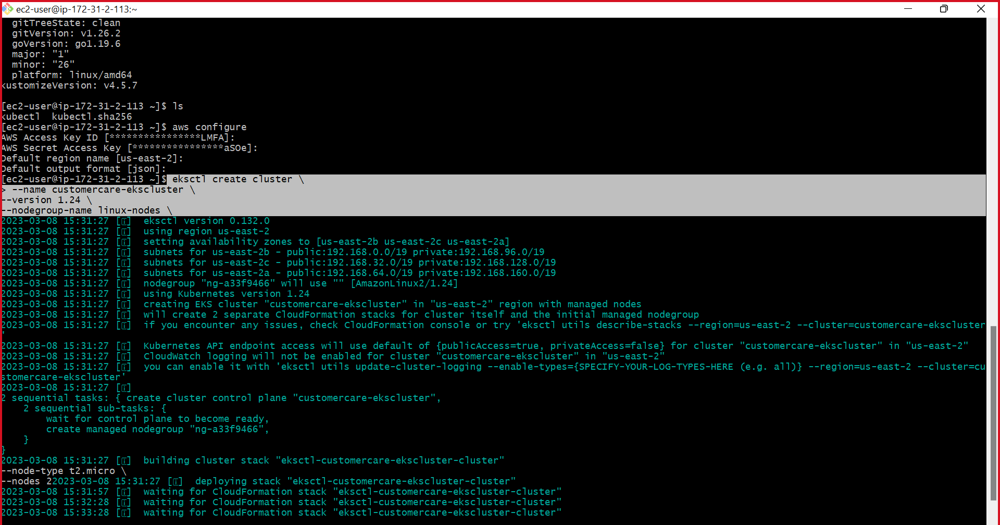 ec2-user@ip-172-31-2-113:~
gitTreeState: clean
gitVersion: v1.26.2
goVersion: go1.19.6
major: "1"
minor: "26"
platform: linux/amd64
kustomizeVersion: v4.5.7
[ec2-user@ip-172-31-2-113 ~]$ ls
kubectl  kubectl.sha256
[ec2-user@ip-172-31-2-113 ~]$ aws configure
AWS Access Key ID [****************LMFA]:
AWS Secret Access Key [****************aSOe]:
Default region name [us-east-2]:
Default output format [json]:
[ec2-user@ip-172-31-2-113 ~]$ eksctl create cluster \
> --name customercare-ekscluster \
--version 1.24 \
--nodegroup-name linux-nodes \
2023-03-08 15:31:27 [i]  eksctl version 0.132.0
2023-03-08 15:31:27 [i]  using region us-east-2
2023-03-08 15:31:27 [i]  setting availability zones to [us-east-2b us-east-2c us-east-2a]
2023-03-08 15:31:27 [i]  subnets for us-east-2b - public:192.168.0.0/19 private:192.168.96.0/19
2023-03-08 15:31:27 [i]  subnets for us-east-2c - public:192.168.32.0/19 private:192.168.128.0/19
2023-03-08 15:31:27 [i]  subnets for us-east-2a - public:192.168.64.0/19 private:192.168.160.0/19
2023-03-08 15:31:27 [i]  nodegroup "ng-a33f9466" will use "" [AmazonLinux2/1.24]
2023-03-08 15:31:27 [i]  using Kubernetes version 1.24
2023-03-08 15:31:27 [i]  creating EKS cluster "customercare-ekscluster" in "us-east-2" region with managed nodes
2023-03-08 15:31:27 [i]  will create 2 separate CloudFormation stacks for cluster itself and the initial managed nodegroup
2023-03-08 15:31:27 [i]  if you encounter any issues, check CloudFormation console or try 'eksctl utils describe-stacks --region=us-east-2 --cluster=customercare-ekscluster
'
2023-03-08 15:31:27 [i]  Kubernetes API endpoint access will use default of {publicAccess=true, privateAccess=false} for cluster "customercare-ekscluster" in "us-east-2"
2023-03-08 15:31:27 [i]  CloudWatch logging will not be enabled for cluster "customercare-ekscluster" in "us-east-2"
2023-03-08 15:31:27 [i]  you can enable it with 'eksctl utils update-cluster-logging --enable-types={SPECIFY-YOUR-LOG-TYPES-HERE (e.g. all)} --region=us-east-2 --cluster=cu
stomercare-ekscluster'
2023-03-08 15:31:27 [i]
2 sequential tasks: { create cluster control plane "customercare-ekscluster",
2 sequential sub-tasks: {
wait for control plane to become ready,
create managed nodegroup "ng-a33f9466",
}
}
2023-03-08 15:31:27 [i]  building cluster stack "eksctl-customercare-ekscluster-cluster"
--node-type t2.micro \
--nodes 22023-03-08 15:31:27 [i]  deploying stack "eksctl-customercare-ekscluster-cluster"
2023-03-08 15:31:57 [i]  waiting for CloudFormation stack "eksctl-customercare-ekscluster-cluster"
2023-03-08 15:32:28 [i]  waiting for CloudFormation stack "eksctl-customercare-ekscluster-cluster"
2023-03-08 15:33:28 [i]  waiting for CloudFormation stack "eksctl-customercare-ekscluster-cluster"